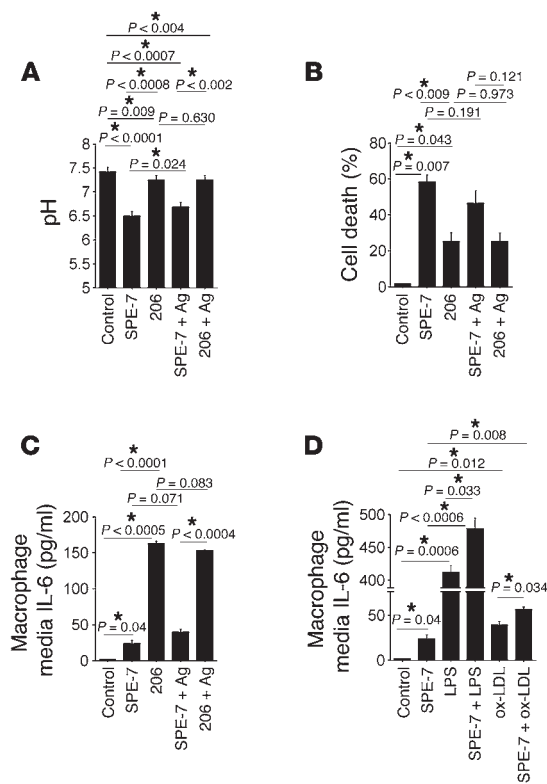 A
*
P < 0.004
*
P < 0.0007
*
P < 0.0008
*
P < 0.002
*
P = 0.009
P = 0.630
*
P < 0.0001
*
P = 0.024
pH
8
7.5
7
6.5
6
5.5
5
Control
SPE-7
206
SPE-7 + Ag
206 + Ag
B
P = 0.121
*
P < 0.009
P = 0.973
P = 0.191
*
P = 0.043
*
P = 0.007
Cell death (%)
80
60
40
20
0
Control
SPE-7
206
SPE-7 + Ag
206 + Ag
C
*
P < 0.0001
P = 0.083
P = 0.071
*
P < 0.0005
*
P < 0.0004
*
P = 0.04
Macrophage
media IL-6 (pg/ml)
200
150
100
50
0
Control
SPE-7
206
SPE-7 + Ag
206 + Ag
D
*
P = 0.008
*
P = 0.012
*
P = 0.033
*
P < 0.0006
*
P = 0.0006
*
P = 0.034
*
P = 0.04
Macrophage
media IL-6 (pg/ml)
500
450
400
50
0
Control
SPE-7
LPS
SPE-7 + LPS
ox-LDL
SPE-7 + ox-LDL